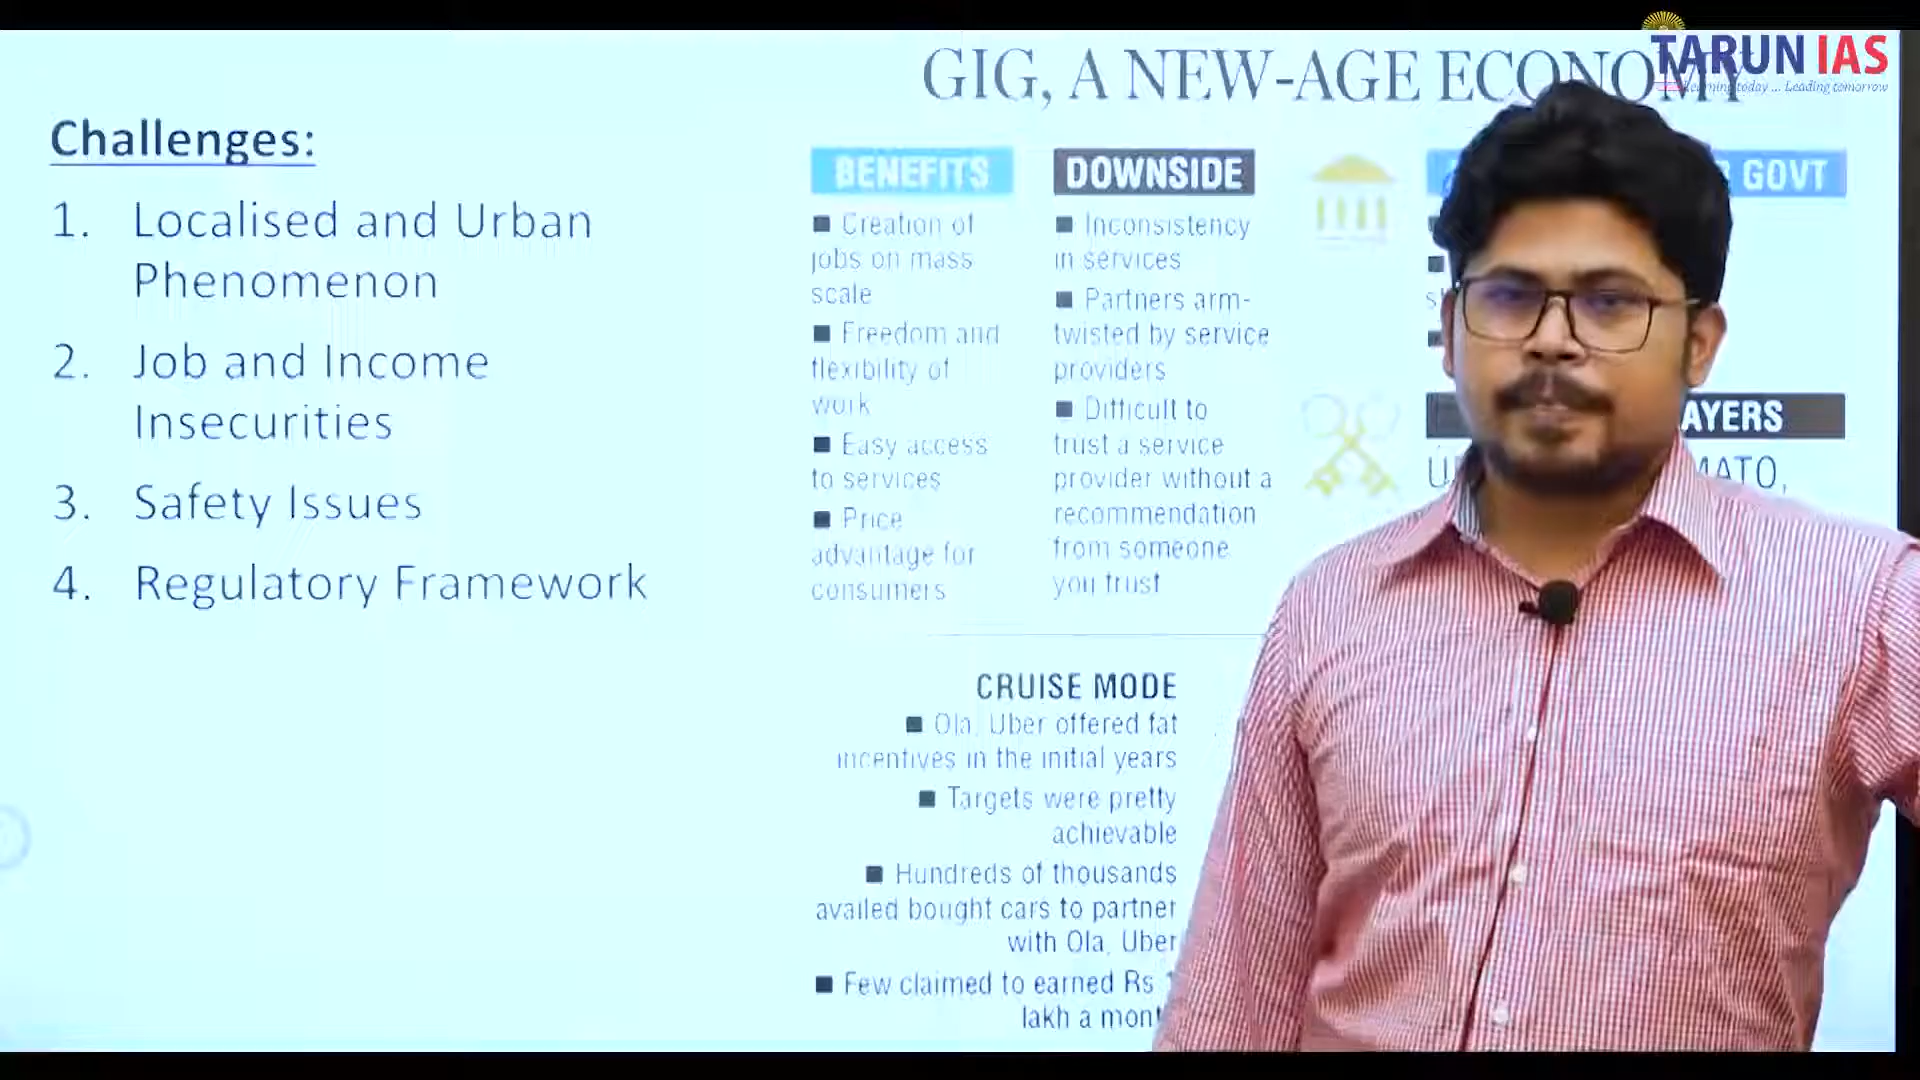 TARUN IAS
Learning today ... Leading tomorrow
GIG, A NEW-AGE ECONOMY
Challenges:
1. Localised and Urban
Phenomenon
2. Job and Income
Insecurities
3. Safety Issues
4. Regulatory Framework
BENEFITS
■ Creation of
jobs on mass
scale
■ Freedom and
flexibility of
work
■ Easy access
to services
■ Price
advantage for
consumers
DOWNSIDE
■ Inconsistency
in services
■ Partners arm-
twisted by service
providers
■ Difficult to
trust a service
provider without a
recommendation
from someone
you trust
GOVT
CRUISE MODE
■ Ola, Uber offered fat
incentives in the initial years
■ Targets were pretty
achievable
■ Hundreds of thousands
availed bought cars to partner
with Ola, Uber
■ Few claimed to earned Rs
lakh a